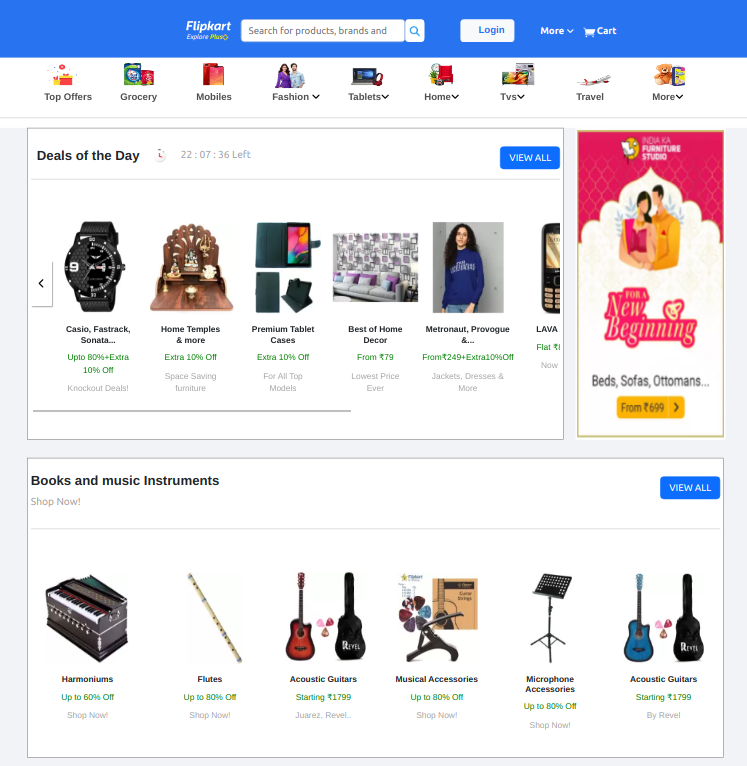 Flipkart
Explore Plus
Search for products, brands and
Login
More
Cart
Top Offers
Grocery
Mobiles
Fashion
Tablets
Home
Tvs
Travel
More
Deals of the Day
22 : 07 : 36 Left
VIEW ALL
Casio, Fastrack,
Sonata...
Upto 80%+Extra
10% Off
Knockout Deals!
Home Temples
& more
Extra 10% Off
Space Saving
furniture
Premium Tablet
Cases
Extra 10% Off
For All Top
Models
Best of Home
Decor
From ₹79
Lowest Price
Ever
Metronaut, Provogue
&...
From₹249+Extra10%Off
Jackets, Dresses &
More
LAVA
Flat ₹
Now
INDIA KA
FURNITURE
STUDIO
FOR A
New
Beginning
Beds, Sofas, Ottomans...
From ₹699
Books and music Instruments
Shop Now!
VIEW ALL
Harmoniums
Up to 60% Off
Shop Now!
Flutes
Up to 80% Off
Shop Now!
REVEL
Acoustic Guitars
Starting ₹1799
Juarez, Revel..
Flipkart
Guitar
Strings
Musical Accessories
Up to 80% Off
Shop Now!
Microphone
Accessories
Up to 80% Off
Shop Now!
REVEL
Acoustic Guitars
Starting ₹1799
By Revel